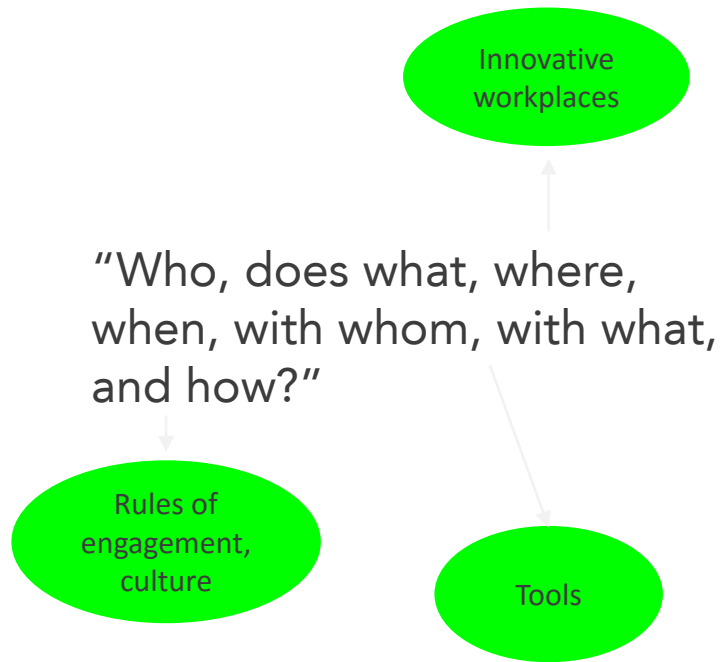 Innovative
workplaces
“Who, does what, where,
when, with whom, with what,
and how?”
Rules of
engagement,
culture
Tools